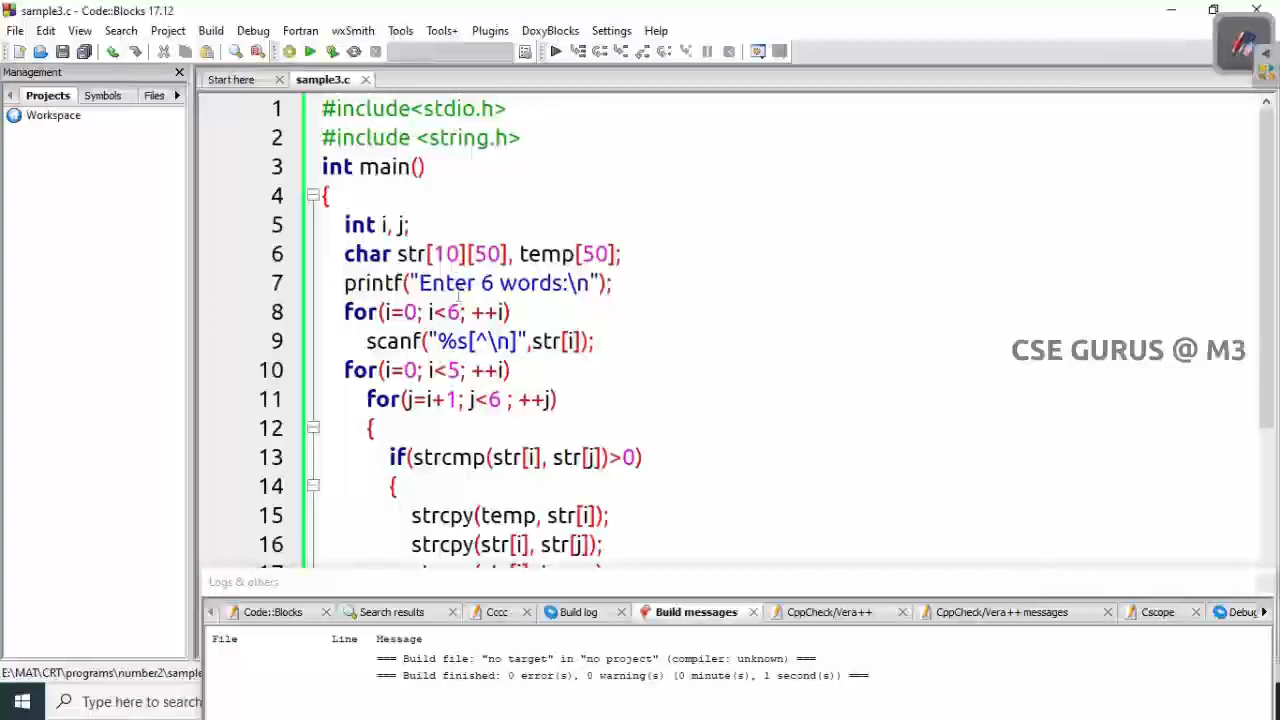 sample3.c - Code::Blocks 17.12
File Edit View Search Project Build Debug Fortran wxSmith Tools Tools+ Plugins DoxyBlocks Settings Help
Management
Start here sample3.c
Projects Symbols Files
Workspace
1 #include<stdio.h>
2 #include <string.h>
3 int main()
4 {
5 int i, j;
6 char str[10][50], temp[50];
7 printf("Enter 6 words:\n");
8 for(i=0; i<6; ++i)
9 scanf("%s[^\n]",str[i]);
10 for(i=0; i<5; ++i)
11 for(j=i+1; j<6 ; ++j)
12 {
13 if(strcmp(str[i], str[j])>0)
14 {
15 strcpy(temp, str[i]);
16 strcpy(str[i], str[j]);
CSE GURUS @ M3
Logs & others
Code::Blocks Search results Cccc Build log Build messages CppCheck/Vera++ CppCheck/Vera++ messages Cscope Debug
File Line Message
=== Build file: "no target" in "no project" (compiler: unknown) ===
=== Build finished: 0 error(s), 0 warning(s) (0 minute(s), 1 second(s)) ===
E:\MAT\CRT\programs\number2\sample
Type here to search